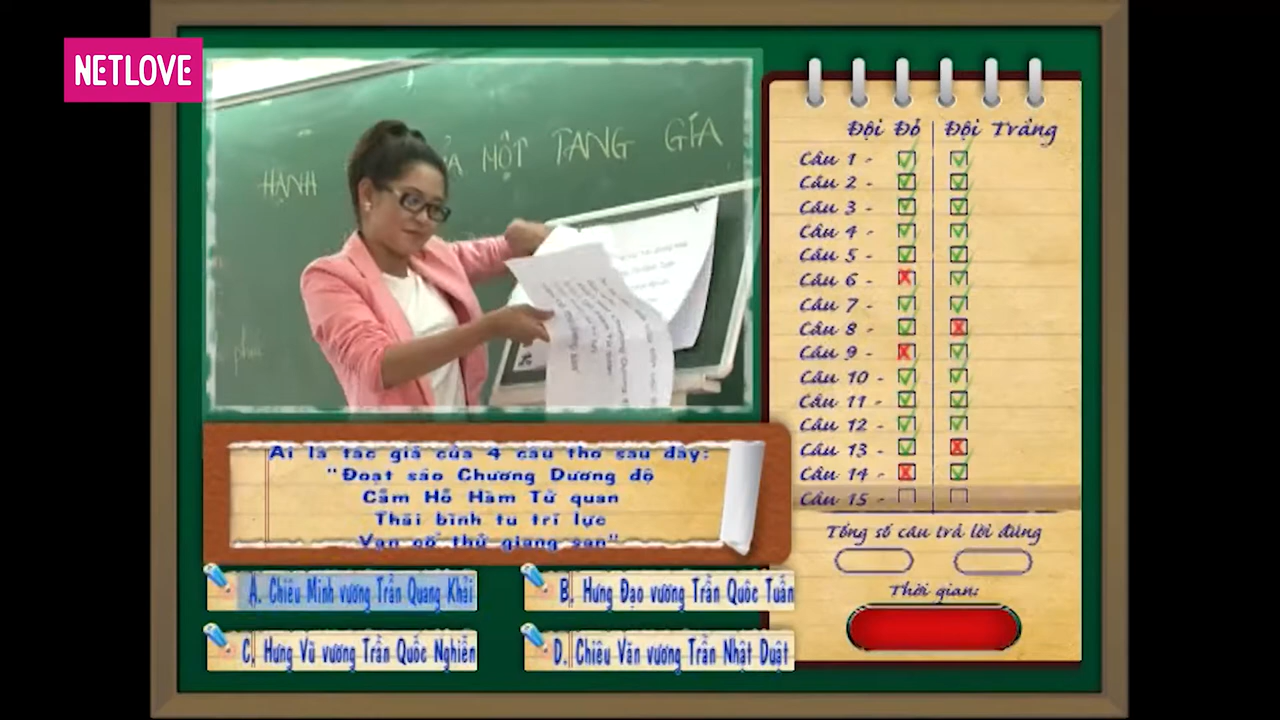 NETLOVE
HẠNH
ỦA MỘT TANG GIA
phụ
Đội Đỏ Đội Trắng
Câu 1 -
Câu 2 -
Câu 3 -
Câu 4 -
Câu 5 -
Câu 6 -
Câu 7 -
Câu 8 -
Câu 9 -
Câu 10 -
Câu 11 -
Câu 12 -
Câu 13 -
Câu 14 -
Câu 15 -
Tổng số câu trả lời đúng
Thời gian:
Ai là tác giả của 4 câu thơ sau đây:
"Đoạt sáo Chương Dương độ
Cầm Hồ Hàm Tử quan
Thái bình tu trí lực
Vạn cổ thử giang san"
A. Chiêu Minh vương Trần Quang Khải
B. Hưng Đạo vương Trần Quốc Tuấn
C. Hưng Vũ vương Trần Quốc Nghiễn
D. Chiêu Văn vương Trần Nhật Duật